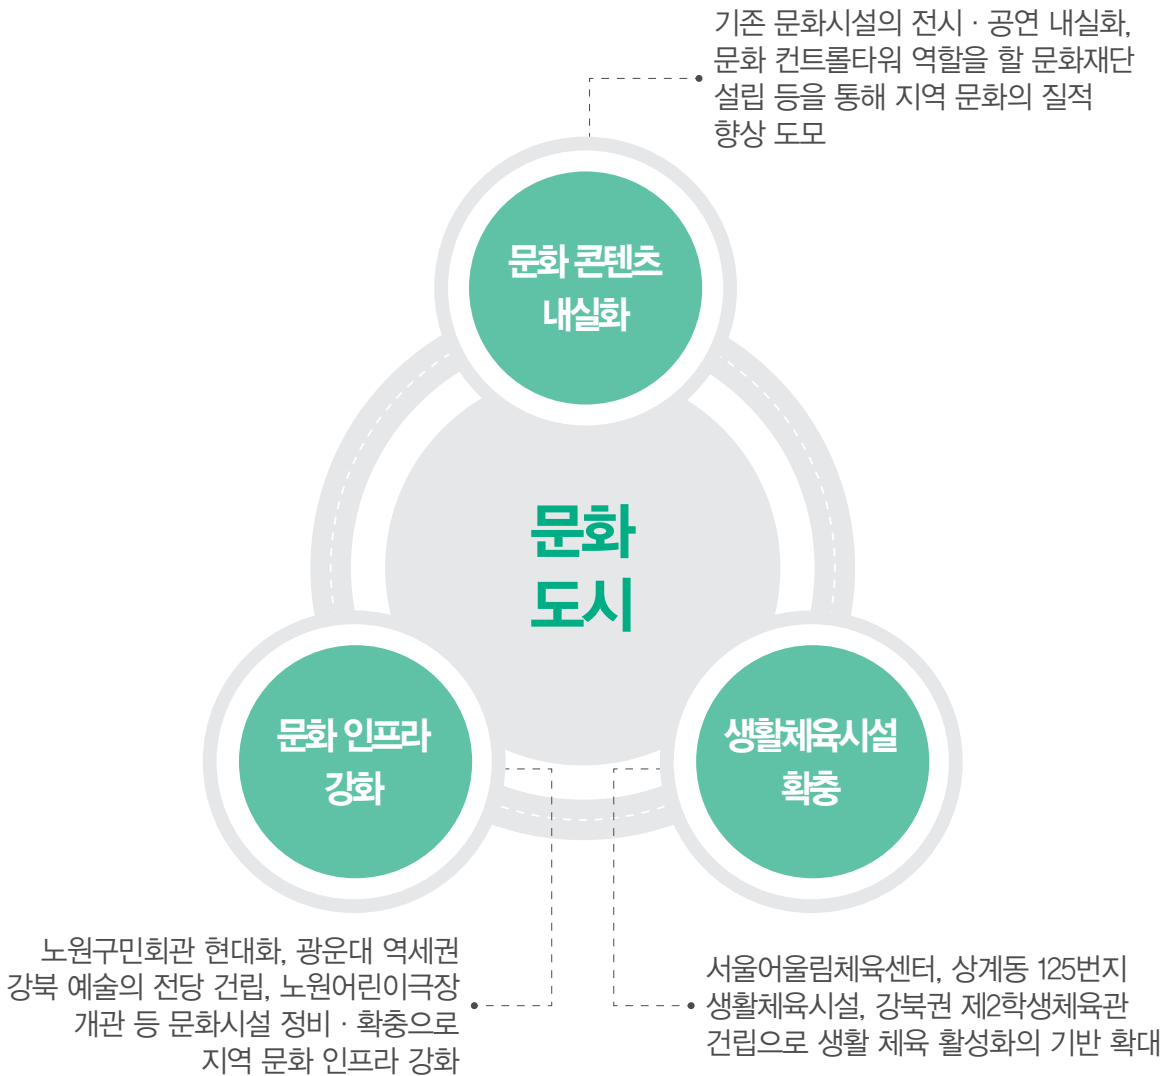 기존 문화시설의 전시 · 공연 내실화,
문화 컨트롤타워 역할을 할 문화재단
설립 등을 통해 지역 문화의 질적
향상 도모
문화 콘텐츠
내실화
문화
도시
문화 인프라
강화
생활체육시설
확충
노원구민회관 현대화, 광운대 역세권
강북 예술의 전당 건립, 노원어린이극장
개관 등 문화시설 정비 · 확충으로
지역 문화 인프라 강화
서울어울림체육센터, 상계동 125번지
생활체육시설, 강북권 제2학생체육관
건립으로 생활 체육 활성화의 기반 확대